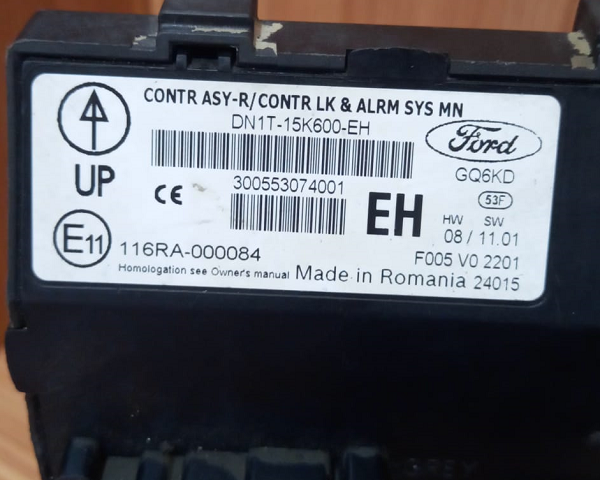 CONTR ASY-R/CONTR LK & ALRM SYS MN
DN1T-15K600-EH
Ford
UP
CE
300553074001
EH
GQ6KD
53F
HW SW
08 / 11.01
E11
116RA-000084
F005 V0 2201
Homologation see Owner's manual Made in Romania 24015